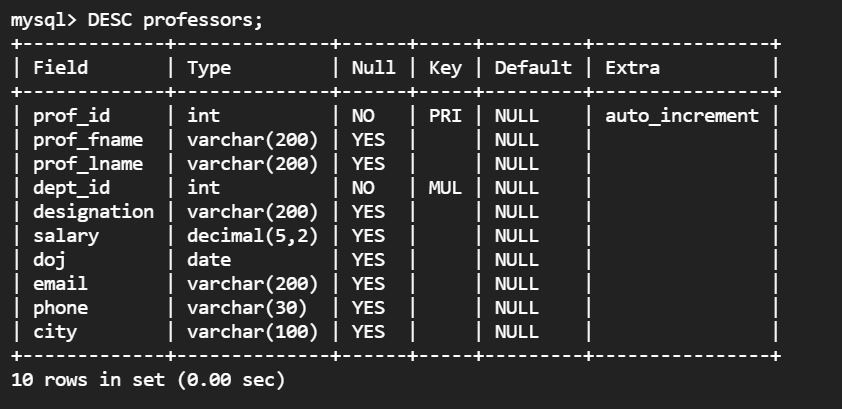 mysql> DESC professors;
+-------------+--------------+------+-----+---------+----------------+
| Field       | Type         | Null | Key | Default | Extra          |
+-------------+--------------+------+-----+---------+----------------+
| prof_id     | int          | NO   | PRI | NULL    | auto_increment |
| prof_fname  | varchar(200) | YES  |     | NULL    |                |
| prof_lname  | varchar(200) | YES  |     | NULL    |                |
| dept_id     | int          | NO   | MUL | NULL    |                |
| designation | varchar(200) | YES  |     | NULL    |                |
| salary      | decimal(5,2) | YES  |     | NULL    |                |
| doj         | date         | YES  |     | NULL    |                |
| email       | varchar(200) | YES  |     | NULL    |                |
| phone       | varchar(30)  | YES  |     | NULL    |                |
| city        | varchar(100) | YES  |     | NULL    |                |
+-------------+--------------+------+-----+---------+----------------+
10 rows in set (0.00 sec)